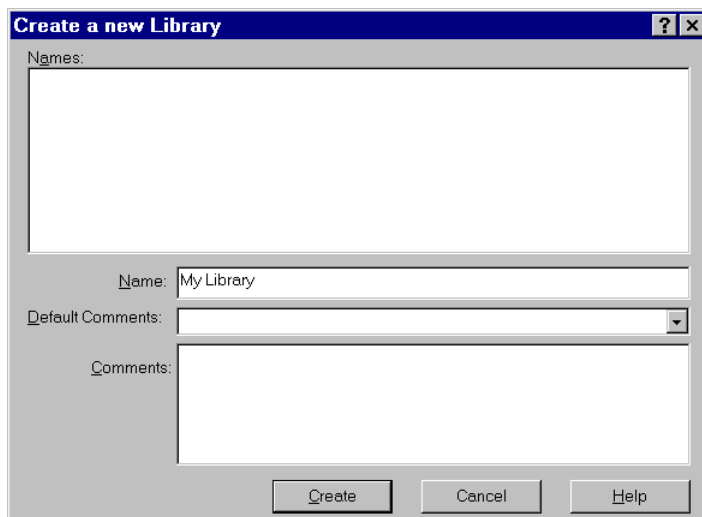 Create a new Library
Names:
Name: My Library
Default Comments:
Comments:
Create Cancel Help